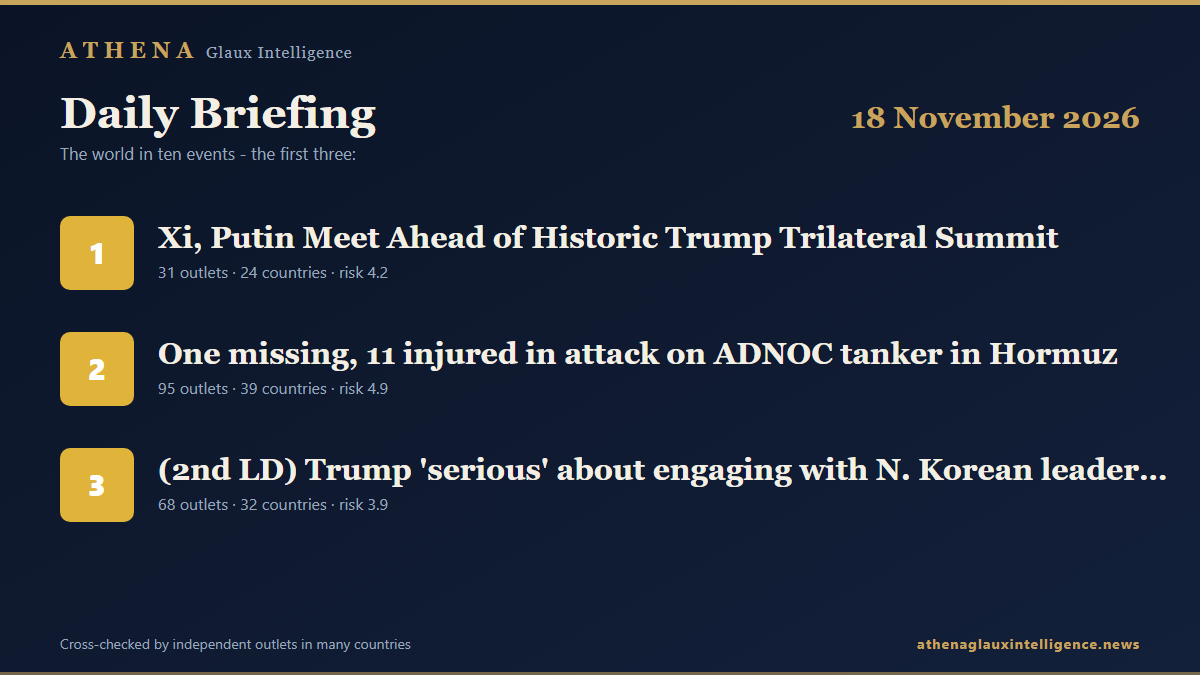 ATHENA Glaux Intelligence
Daily Briefing
18 November 2026
The world in ten events - the first three:
1
Xi, Putin Meet Ahead of Historic Trump Trilateral Summit
31 outlets · 24 countries · risk 4.2
2
One missing, 11 injured in attack on ADNOC tanker in Hormuz
95 outlets · 39 countries · risk 4.9
3
(2nd LD) Trump 'serious' about engaging with N. Korean leader...
68 outlets · 32 countries · risk 3.9
Cross-checked by independent outlets in many countries
athenaglauxintelligence.news